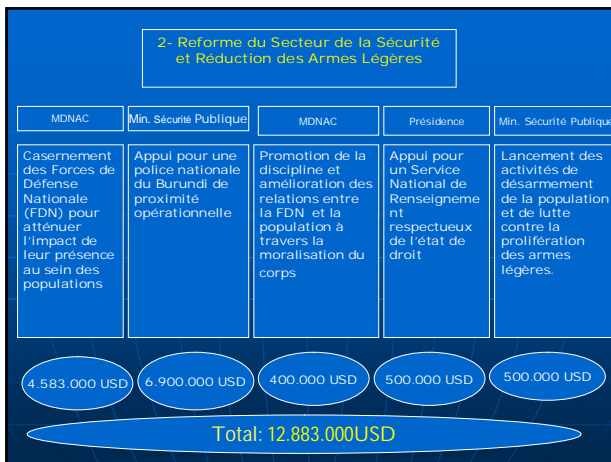 2- Reforme du Secteur de la Sécurité
et Réduction des Armes Légères
MDNAC
Min. Sécurité Publique
MDNAC
Présidence
Min. Sécurité Publique
Casernement
des Forces de
Défense
Nationale
(FDN) pour
atténuer
l'impact de
leur présence
au sein des
populations
Appui pour une
police nationale
du Burundi de
proximité
opérationnelle
Promotion de la
discipline et
amélioration des
relations entre
la FDN et la
population à
travers la
moralisation du
corps
Appui pour
un Service
National de
Renseigneme
nt
respectueux
de l'état de
droit
Lancement des
activités de
désarmement
de la population
et de lutte
contre la
prolifération
des armes
légères.
4.583.000 USD
6.900.000 USD
400.000 USD
500.000 USD
500.000 USD
Total: 12.883.000USD